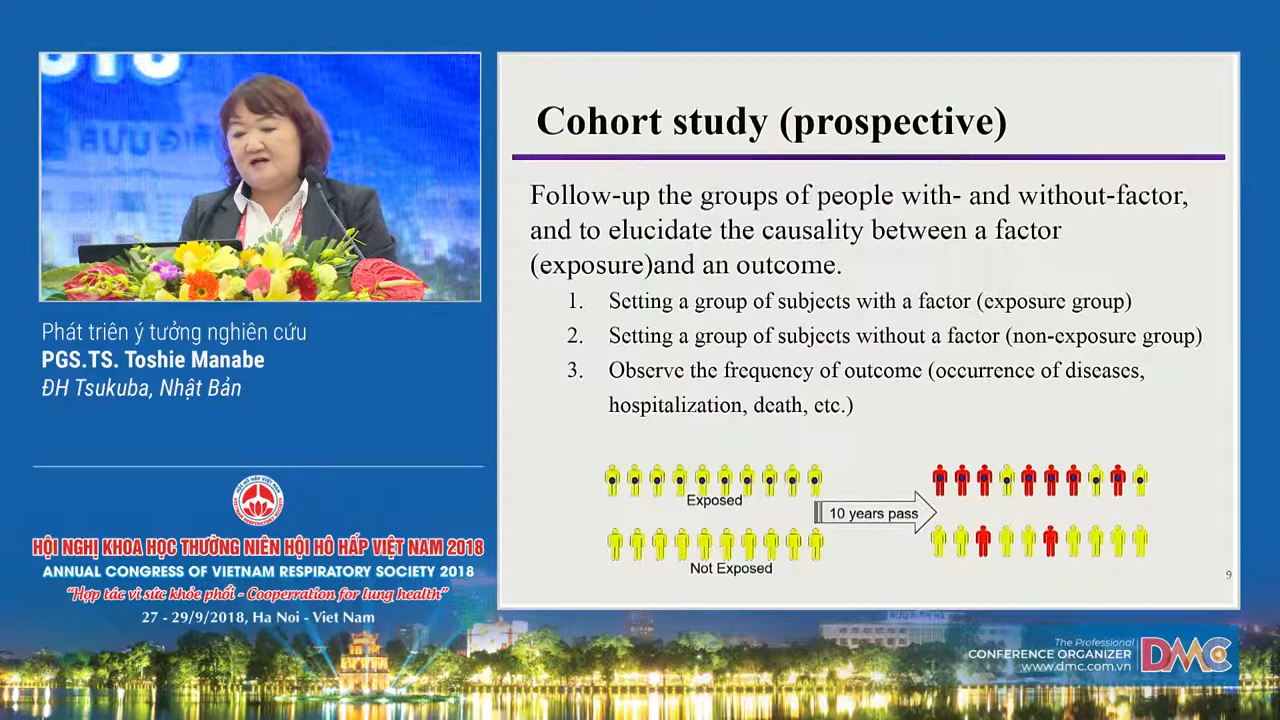 2018
Phát triển ý tưởng nghiên cứu
PGS.TS. Toshie Manabe
ĐH Tsukuba, Nhật Bản
HỘI HÔ HẤP VIỆT NAM
HỘI NGHỊ KHOA HỌC THƯỜNG NIÊN HỘI HÔ HẤP VIỆT NAM 2018
ANNUAL CONGRESS OF VIETNAM RESPIRATORY SOCIETY 2018
“Hợp tác vì sức khỏe phổi - Cooperration for lung health”
27 - 29/9/2018, Ha Noi - Viet Nam
Cohort study (prospective)
Follow-up the groups of people with- and without-factor,
and to elucidate the causality between a factor
(exposure)and an outcome.
1. Setting a group of subjects with a factor (exposure group)
2. Setting a group of subjects without a factor (non-exposure group)
3. Observe the frequency of outcome (occurrence of diseases,
hospitalization, death, etc.)
Exposed
10 years pass
Not Exposed
9
The Professional
CONFERENCE ORGANIZER
www.dmc.com.vn
DMC